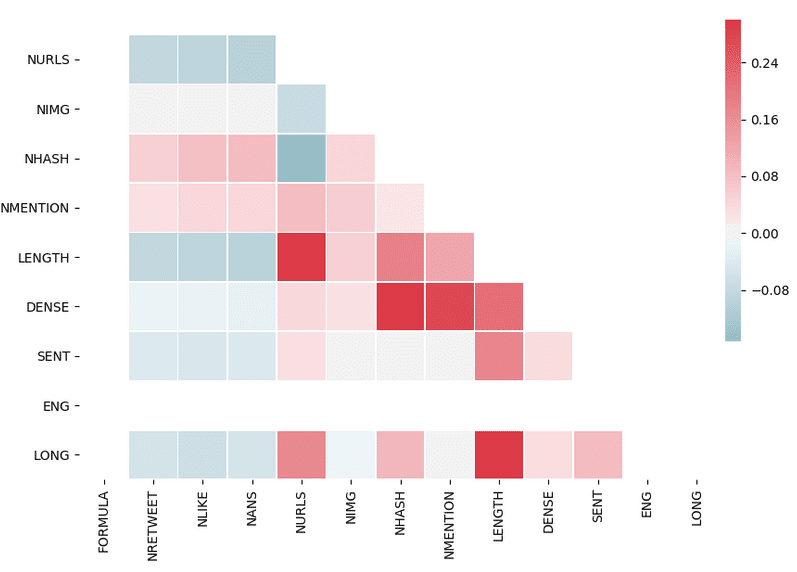 NURLS
NIMG
NHASH
NMENTION
LENGTH
DENSE
SENT
ENG
LONG
FORMULA
NRETWEET
NLIKE
NANS
NURLS
NIMG
NHASH
NMENTION
LENGTH
DENSE
SENT
ENG
LONG
0.24
0.16
0.08
0.00
−0.08